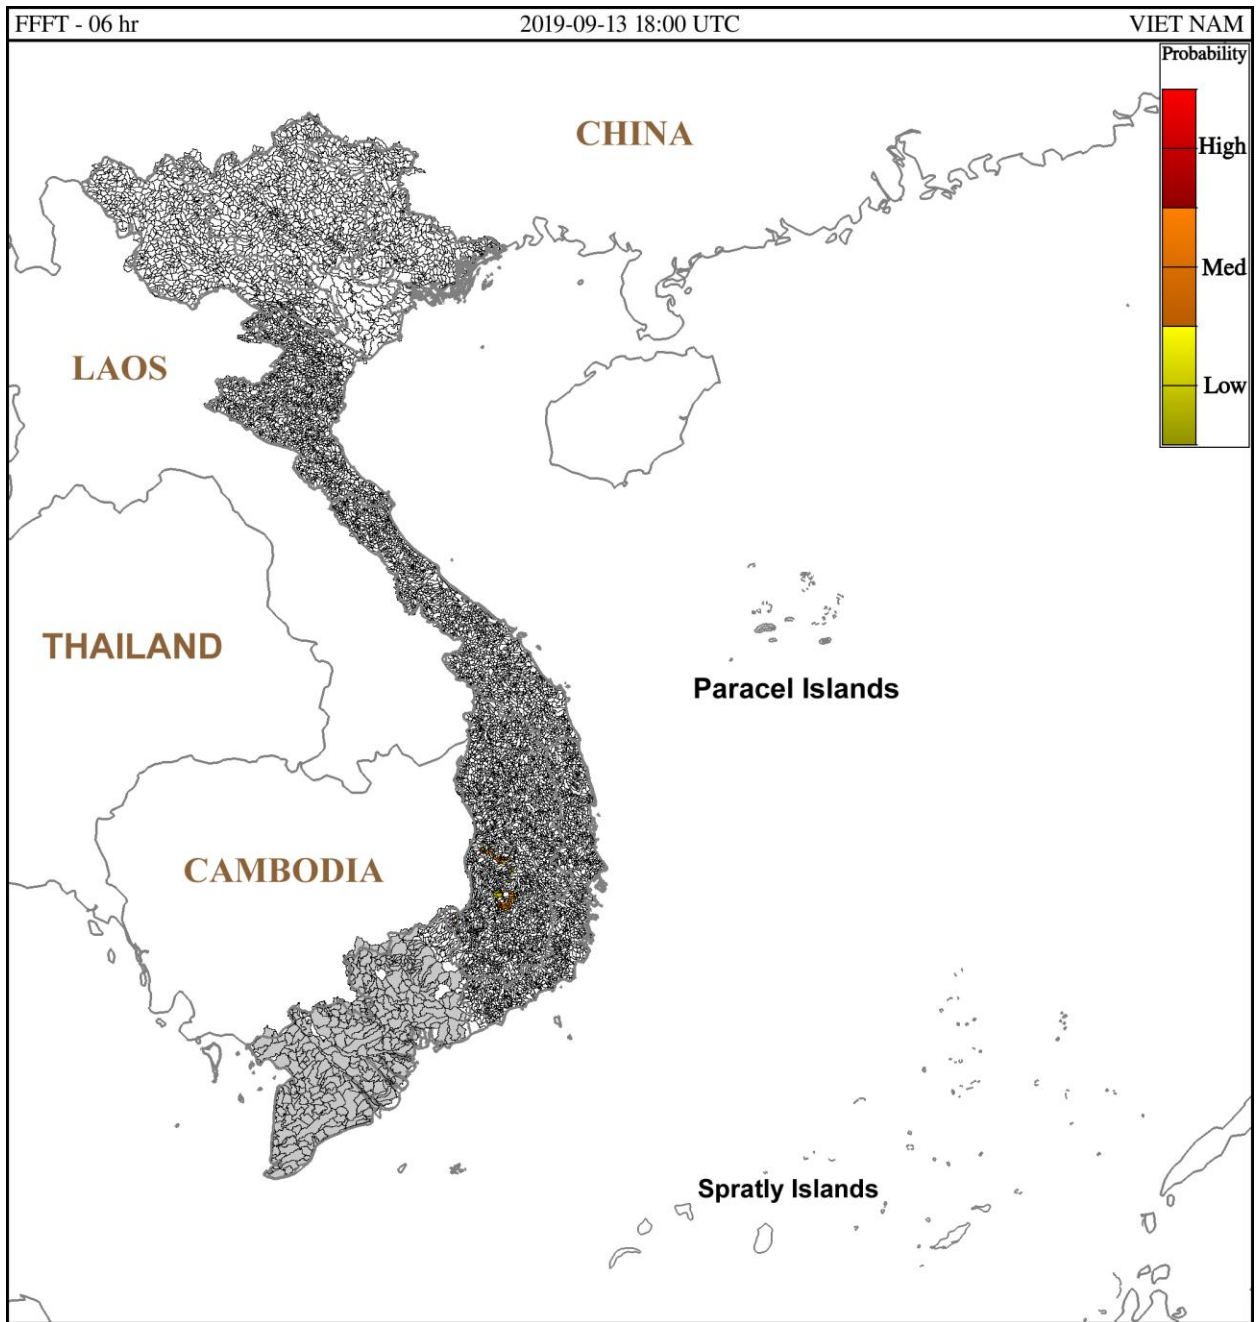 FFFT - 06 hr 2019-09-13 18:00 UTC VIET NAM
Probability
CHINA
High
Med
LAOS
Low
THAILAND
Paracel Islands
CAMBODIA
Spratly Islands